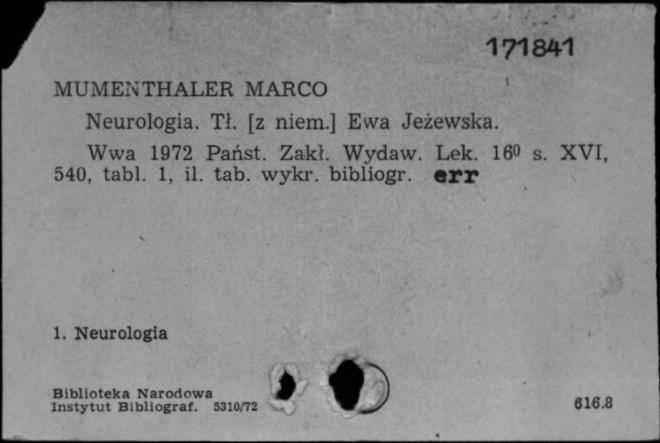 171841
MUMENTHALER MARCO
Neurologia. Tł. [z niem.] Ewa Jeżewska.
Wwa 1972 Państ. Zakł. Wydaw. Lek. 16⁰ s. XVI,
540, tabl. 1, il. tab. wykr. bibliogr. err
1. Neurologia
Biblioteka Narodowa
Instytut Bibliograf. 5310/72
616.8